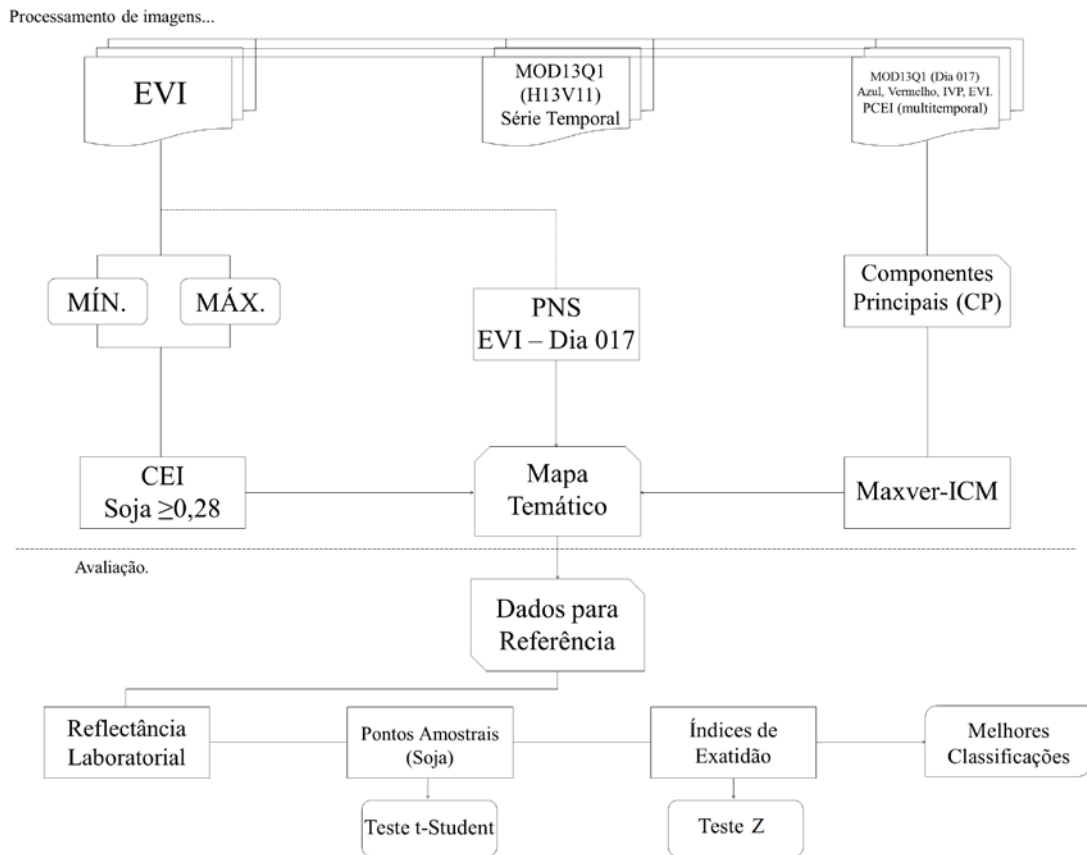 Processamento de imagens...
EVI
MOD13Q1
(H13V11)
Série Temporal
MOD13Q1 (Dia 017)
Azul, Vermelho, IVP, EVI.
PCEI (multitemporal)
MÍN.
MÁX.
PNS
EVI – Dia 017
Componentes
Principais (CP)
CEI
Soja ≥0,28
Mapa
Temático
Maxver-ICM
Avaliação.
Dados para
Referência
Reflectância
Laboratorial
Pontos Amostrais
(Soja)
Índices de
Exatidão
Melhores
Classificações
Teste t-Student
Teste Z